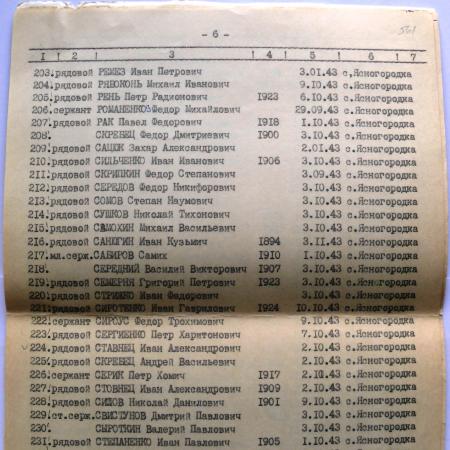 - 6 -
501
I 2 3 4 5 6 7
203. рядовой РЕМЕЗ Иван Петрович 3.01.43 с.Ясногородка
204. рядовой РЯБОКОНЬ Михаил Иванович 9.10.43 с.Ясногородка
205. рядовой РЕНЬ Петр Радионович 1923 6.10.43 с.Ясногородка
206. сержант РОМАНЕНКО Федор Михайлович 29.09.43 с.Ясногородка
207. рядовой РАК Павел Федорович 1918 1.10.43 с.Ясногородка
208. СКРЕБЕЦ Федор Дмитриевич 1900 3.10.43 с.Ясногородка
209. рядовой САЦЮК Захар Александрович 2.01.43 с.Ясногородка
210. рядовой СИЛЬЧЕНКО Иван Иванович 1906 3.10.43 с.Ясногородка
211. рядовой СКРИПКИН Федор Степанович 3.09.43 с.Ясногородка
212. рядовой СЕРЕДОВ Федор Никифорович 3.10.43 с.Ясногородка
213. рядовой СОМОВ Степан Наумович 3.10.43 с.Ясногородка
214. рядовой СУШКОВ Николай Тихонович 3.10.43 с.Ясногородка
215. рядовой САМОХИН Михаил Васильевич 3.10.43 с.Ясногородка
216. рядовой САНЮГИН Иван Кузьмич 1894 3.11.43 с.Ясногородка
217. мл.серж. САБИРОВ Самик 1910 1.10.43 с.Ясногородка
218. СЕРЕДНИЙ Василий Викторович 1907 3.10.43 с.Ясногородка
219. рядовой СЕМЕРНЯ Григорий Петрович 1923 3.10.43 с.Ясногородка
220. рядовой СТРИЖКО Иван Федорович 3.10.43 с.Ясногородка
221. рядовой СИРОТЕНКО Иван Гаврилович 1924 10.10.43 с.Ясногородка
222. сержант СИРОУС Федор Трохимович 9.10.43 с.Ясногородка
223. рядовой СЕРГИЕНКО Петр Харитонович 7.10.43 с.Ясногородка
224. рядовой СТАВНЕЦ Иван Александрович 2.10.43 с.Ясногородка
225. рядовой СКРЕБЕЦ Андрей Васильевич 2.10.43 с.Ясногородка
226. сержант СЕРИК Петр Хомич 1917 2.10.43 с.Ясногородка
227. рядовой СТОВНЕЦ Иван Александрович 1909 2.10.43 с.Ясногородка
228. рядовой СИДОВ Николай Данилович 1901 9.10.43 с.Ясногородка
229. ст.серж. СВИСТУНОВ Дмитрий Павлович 3.10.43 с.Ясногородка
230. СЫРОТКИН Валерий Павлович 3.10.43 с.Ясногородка
231. рядовой СТЕПАНЕНКО Иван Павлович 1905 1.10.43 с.Ясногородка